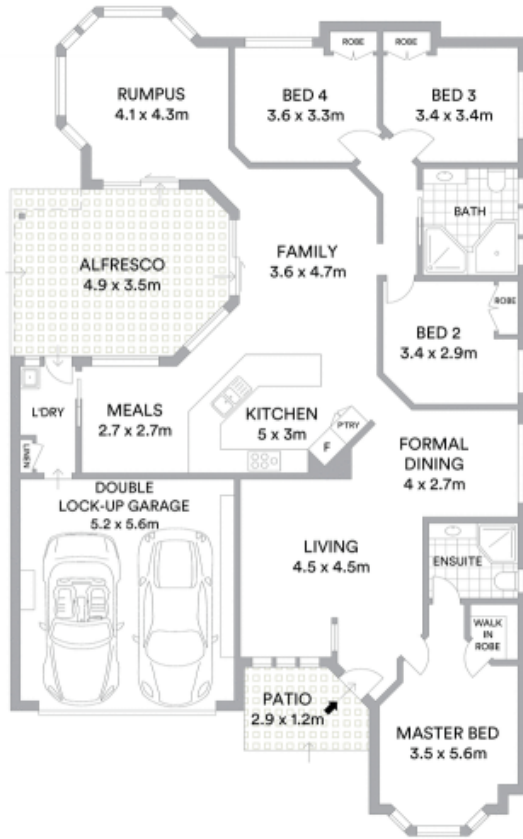 ROBE
ROBE
RUMPUS
4.1 x 4.3m
BED 4
3.6 x 3.3m
BED 3
3.4 x 3.4m
BATH
ALFRESCO
4.9 x 3.5m
FAMILY
3.6 x 4.7m
ROBE
BED 2
3.4 x 2.9m
L'DRY
MEALS
2.7 x 2.7m
KITCHEN
5 x 3m
PTRY
F
LINEN
FORMAL
DINING
4 x 2.7m
DOUBLE
LOCK-UP GARAGE
5.2 x 5.6m
LIVING
4.5 x 4.5m
ENSUITE
WALK
IN
ROBE
PATIO
2.9 x 1.2m
MASTER BED
3.5 x 5.6m